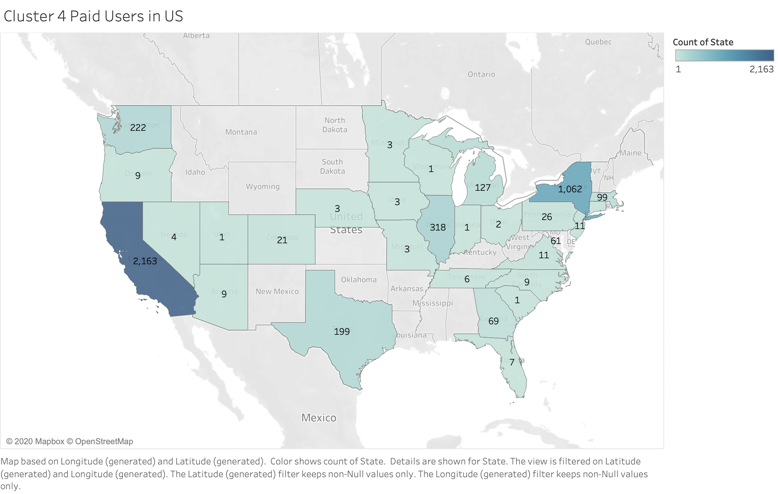 Cluster 4 Paid Users in US
Count of State
1 2,163
Alberta
Quebec
Ontario
Montana
North
Dakota
Maine
222
3
South
Dakota
Idaho
VT
NH
1
9
127
1,062
99
Wyoming
3
3
United
States
26
11
318
1
2
4
1
21
61
West
DE
11
3
2,163
Kentucky
6
9
Oklahoma
Arkansas
9
New Mexico
1
Mississippi
69
199
7
Mexico
© 2020 Mapbox © OpenStreetMap
Map based on Longitude (generated) and Latitude (generated).  Color shows count of State.  Details are shown for State. The view is filtered on Latitude
(generated) and Longitude (generated). The Latitude (generated) filter keeps non-Null values only. The Longitude (generated) filter keeps non-Null values
only.